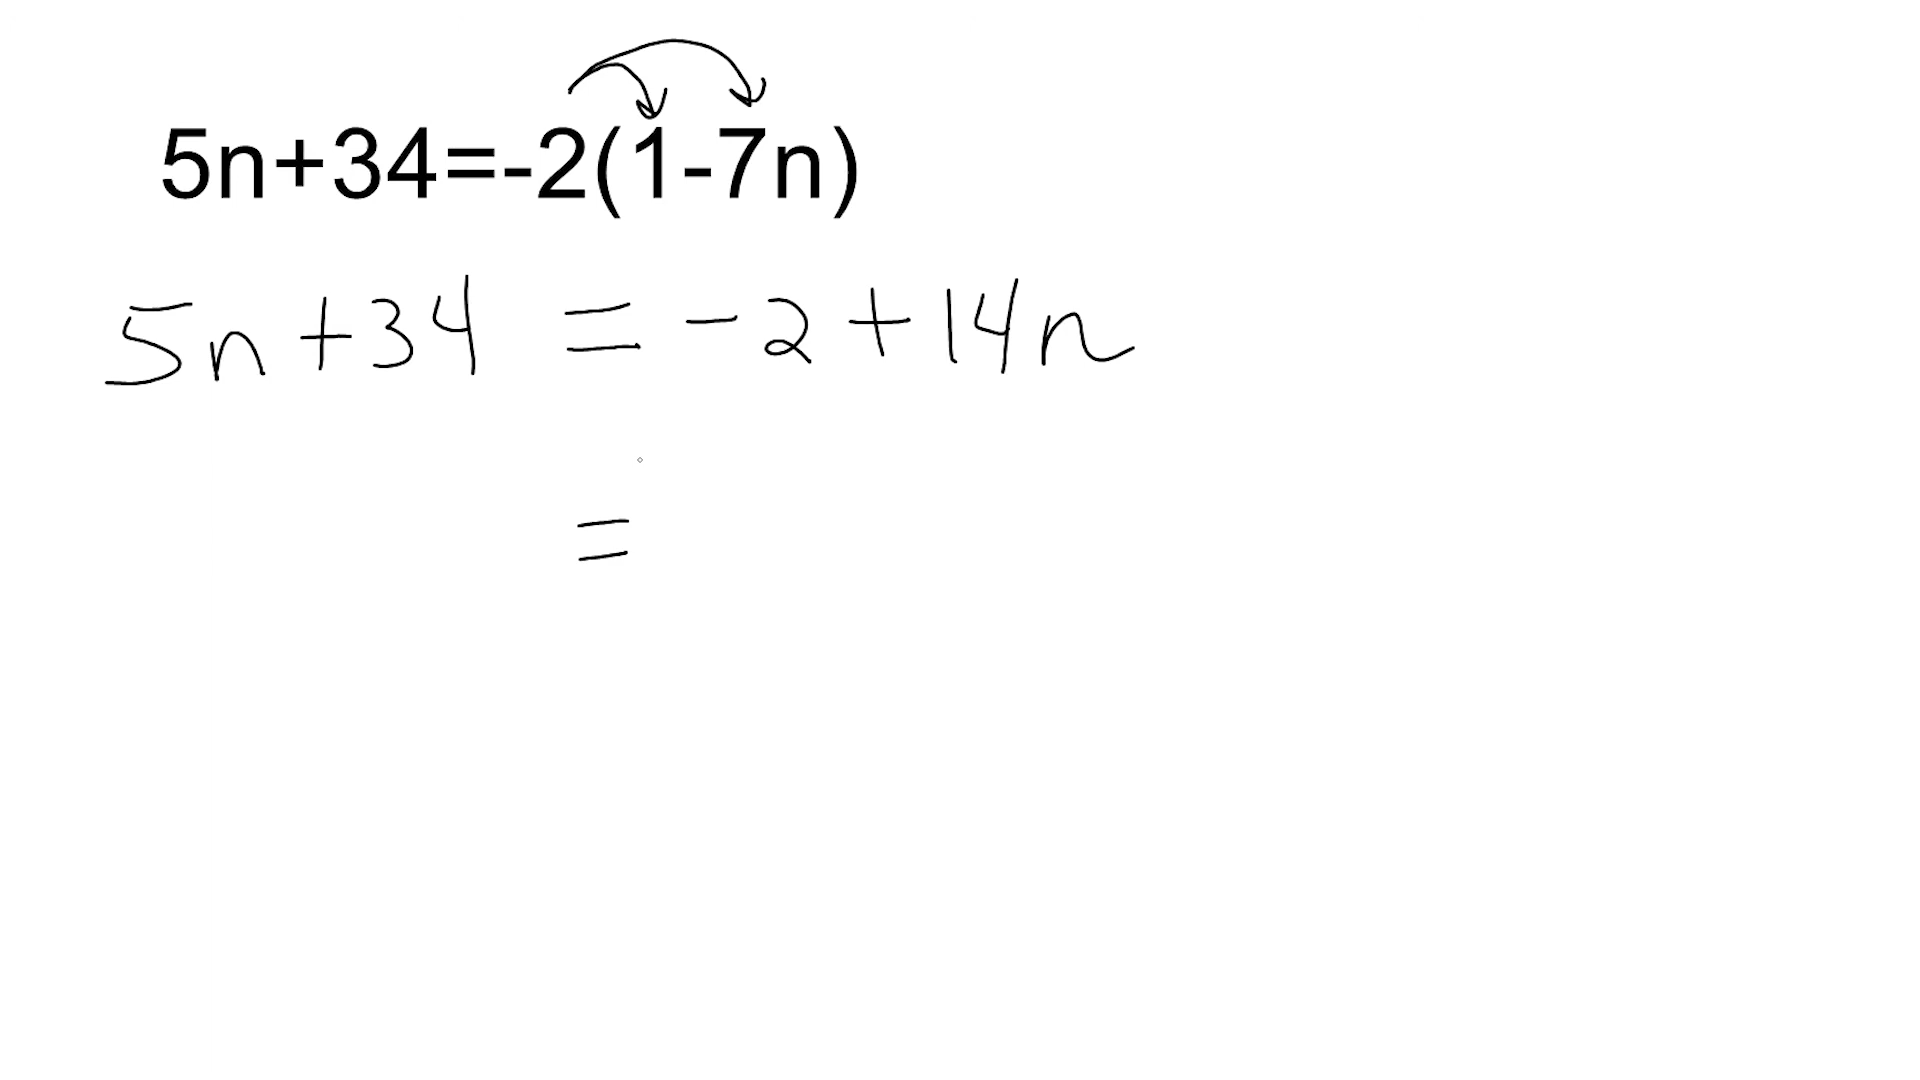 5n+34=-2(1-7n)
5n+34 = -2+14n
=